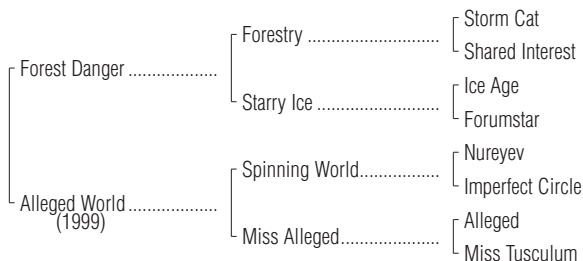 Storm Cat
Forestry ............................
Shared Interest
Forest Danger ...................
Ice Age
Starry Ice ..........................
Forumstar
Nureyev
Spinning World.................
Imperfect Circle
Alleged World ...................
(1999)
Alleged
Miss Alleged.....................
Miss Tusculum